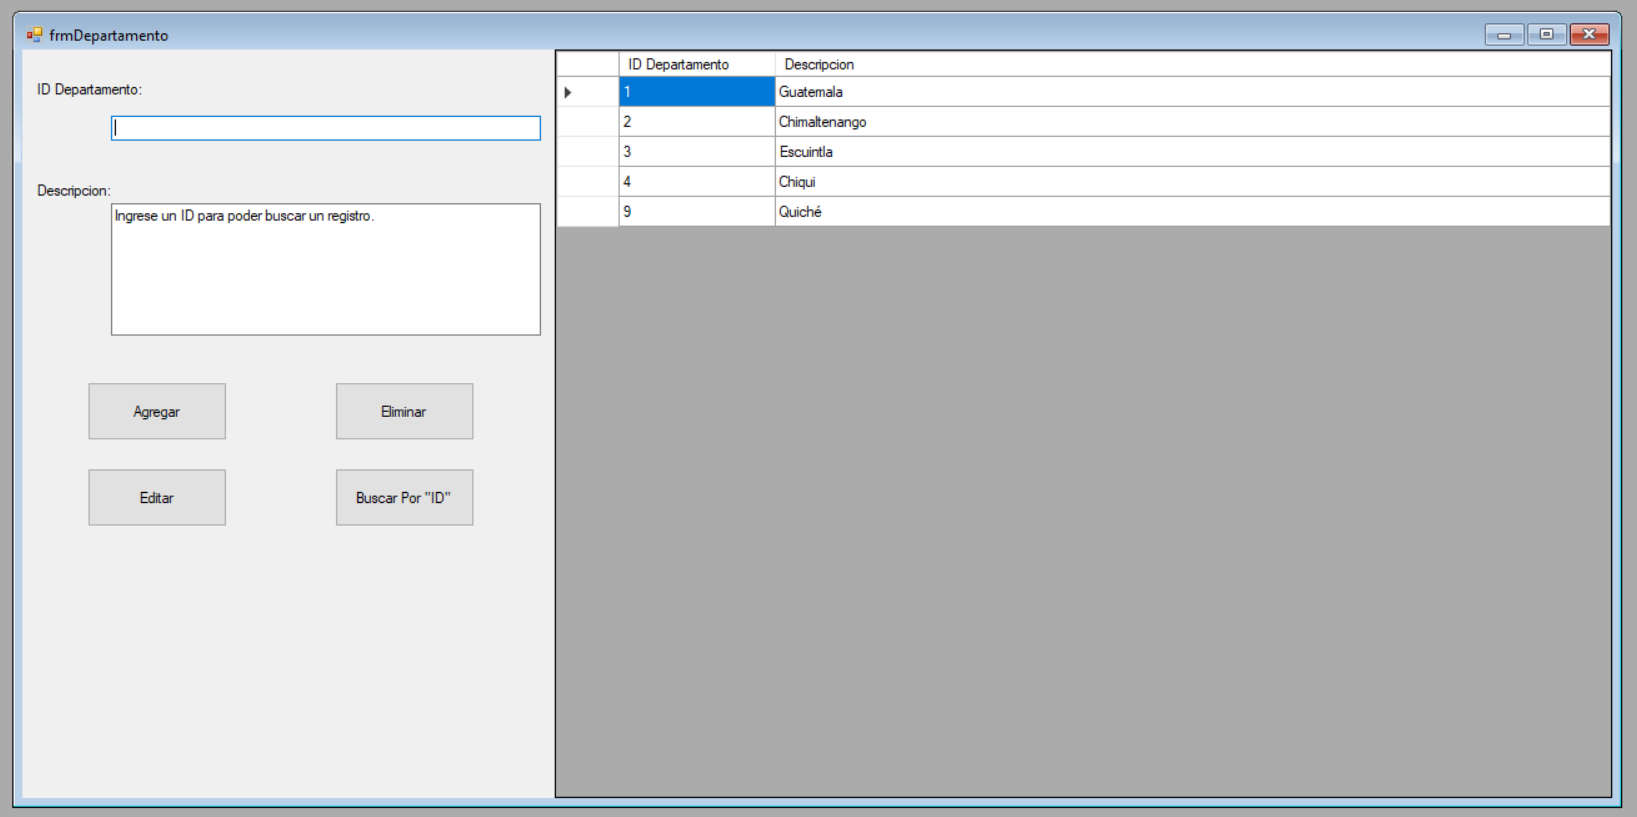 frmDepartamento
ID Departamento:
Descripcion:
Ingrese un ID para poder buscar un registro.
Agregar
Eliminar
Editar
Buscar Por "ID"
ID Departamento Descripcion
1 Guatemala
2 Chimaltenango
3 Escuintla
4 Chiqui
9 Quiché